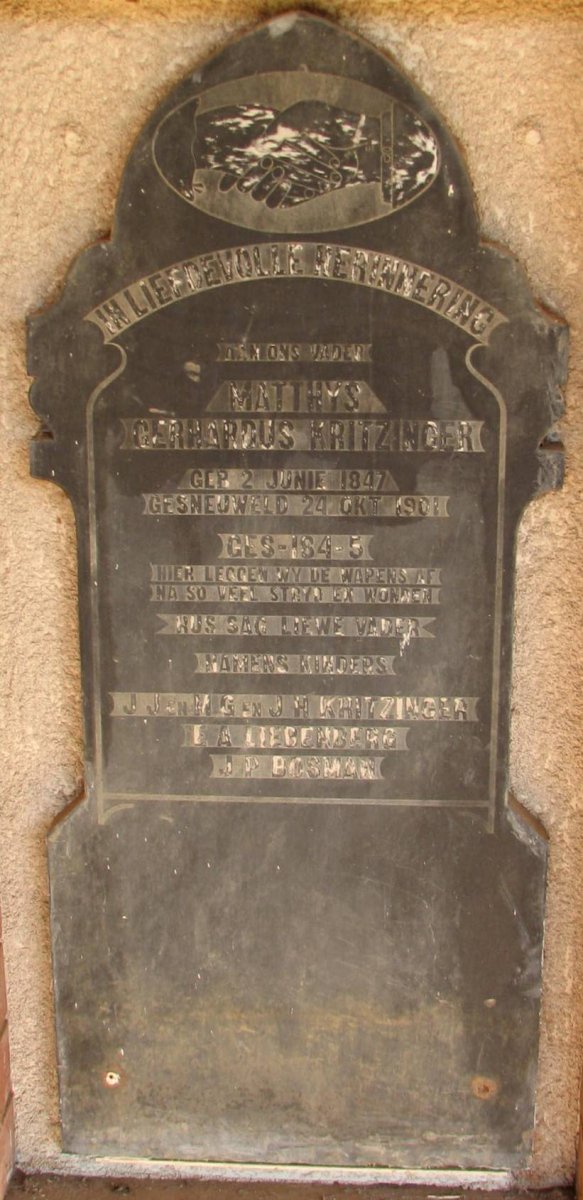 IN LIEFDEVOLLE HERINNERING
AAN ONS VADER
MATTHYS
GERHARDUS KRITZINGER
GEB 2 JUNIE 1847
GESNEUWELD 24 OKT 1901
GES-184-5
HIER LEGGEN WY DE WAPENS AF
NA SO VEEL STRYD EN WONDEN
RUS SAG LIEWE VADER
NAMENS KINDERS
J J EN M G EN J H KRITZINGER
E A LIEBENBERG
J P BOSMAN